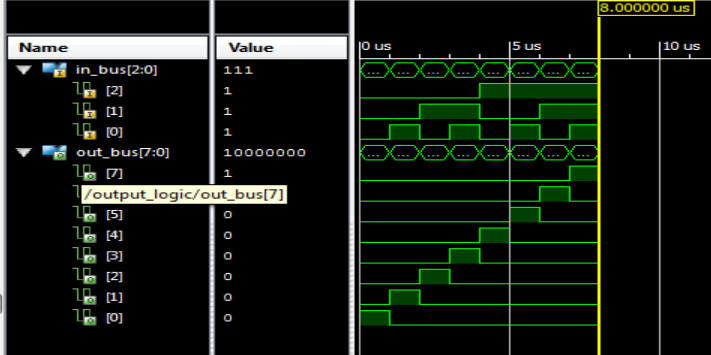 8.000000 us
Name Value 0 us 5 us 10 us
in_bus[2:0] 111 ... ... ... ... ... ... ... ...
[2] 1
[1] 1
[0] 1
out_bus[7:0] 10000000 ... ... ... ... ... ... ... ...
[7] 1
/output_logic/out_bus[7]
[5] 0
[4] 0
[3] 0
[2] 0
[1] 0
[0] 0